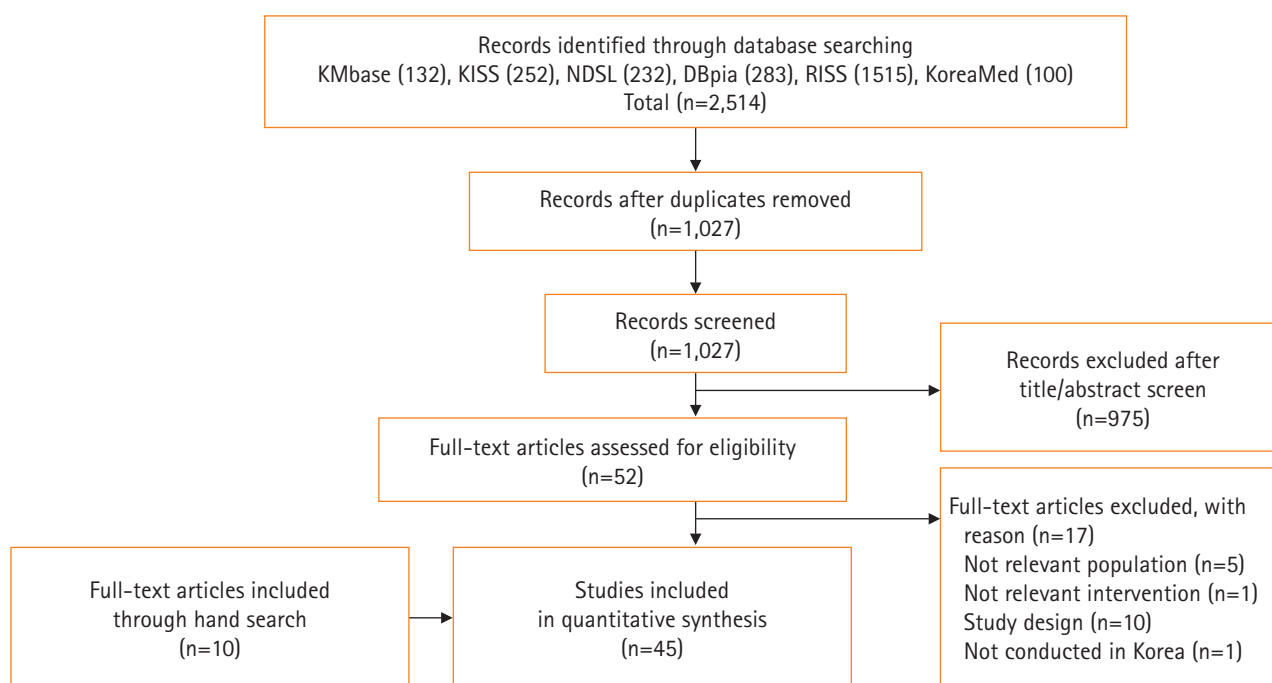 Records identified through database searching
KMbase (132), KISS (252), NDSL (232), DBpia (283), RISS (1515), KoreaMed (100)
Total (n=2,514)
Records after duplicates removed
(n=1,027)
Records screened
(n=1,027)
Records excluded after
title/abstract screen
(n=975)
Full-text articles assessed for eligibility
(n=52)
Full-text articles excluded, with
reason (n=17)
Not relevant population (n=5)
Not relevant intervention (n=1)
Study design (n=10)
Not conducted in Korea (n=1)
Full-text articles included
through hand search
(n=10)
Studies included
in quantitative synthesis
(n=45)